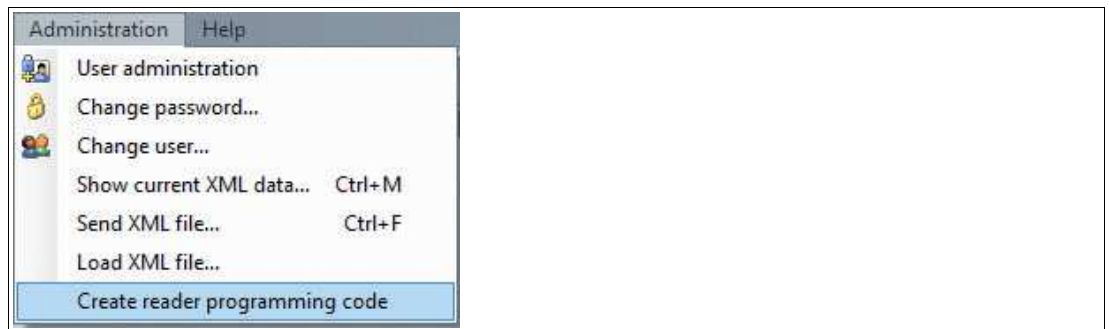 Administration Help
User administration
Change password...
Change user...
Show current XML data... Ctrl+M
Send XML file... Ctrl+F
Load XML file...
Create reader programming code